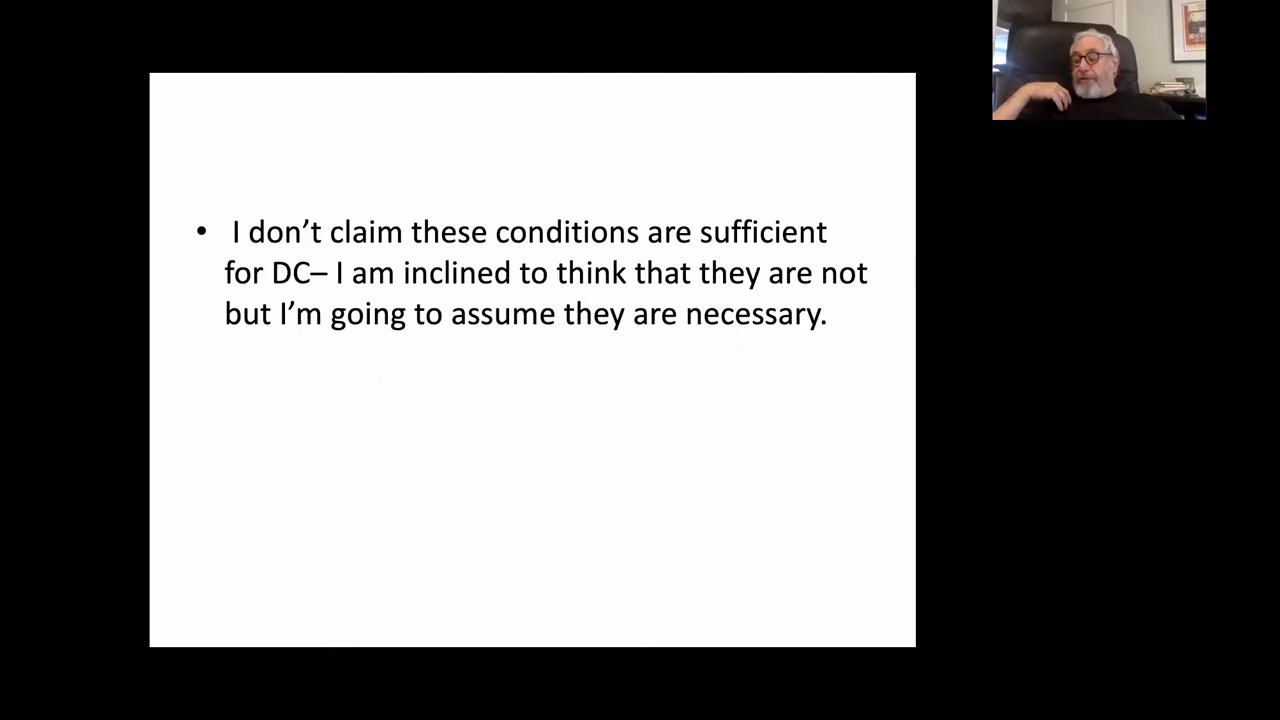 • I don’t claim these conditions are sufficient
for DC– I am inclined to think that they are not
but I’m going to assume they are necessary.